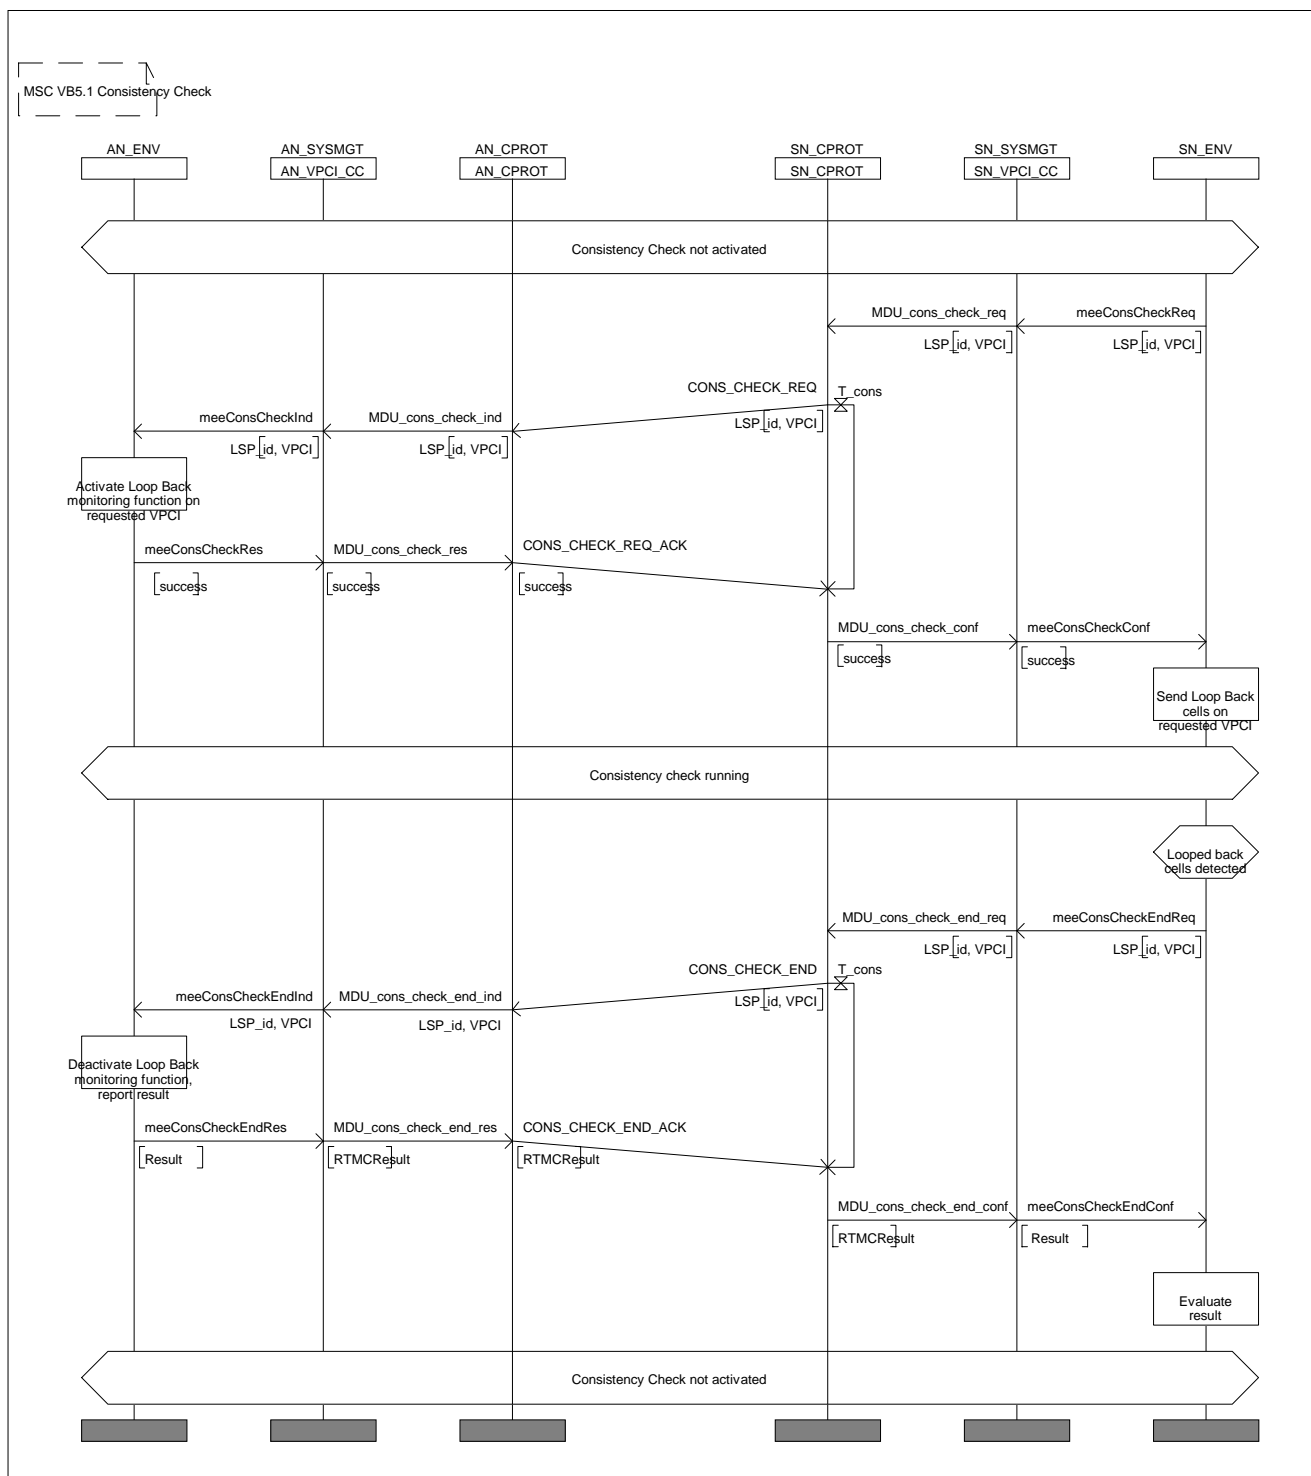 MSC VB5.1 Consistency Check
AN_ENV AN_SYSMGT AN_CPROT SN_CPROT SN_SYSMGT SN_ENV
AN_VPCI_CC AN_CPROT SN_CPROT SN_VPCI_CC
Consistency Check not activated
MDU_cons_check_req meeConsCheckReq
LSP_id, VPCI LSP_id, VPCI
CONS_CHECK_REQ T_cons
meeConsCheckInd MDU_cons_check_ind LSP_id, VPCI
LSP_id, VPCI LSP_id, VPCI
Activate Loop Back
monitoring function on
requested VPCI
meeConsCheckRes MDU_cons_check_res CONS_CHECK_REQ_ACK
success success success
MDU_cons_check_conf meeConsCheckConf
success success
Send Loop Back
cells on
requested VPCI
Consistency check running
Looped back
cells detected
MDU_cons_check_end_req meeConsCheckEndReq
LSP_id, VPCI LSP_id, VPCI
CONS_CHECK_END T_cons
meeConsCheckEndInd MDU_cons_check_end_ind LSP_id, VPCI
LSP_id, VPCI LSP_id, VPCI
Deactivate Loop Back
monitoring function,
report result
meeConsCheckEndRes MDU_cons_check_end_res CONS_CHECK_END_ACK
Result RTMCResult RTMCResult
MDU_cons_check_end_conf meeConsCheckEndConf
RTMCResult Result
Evaluate
result
Consistency Check not activated